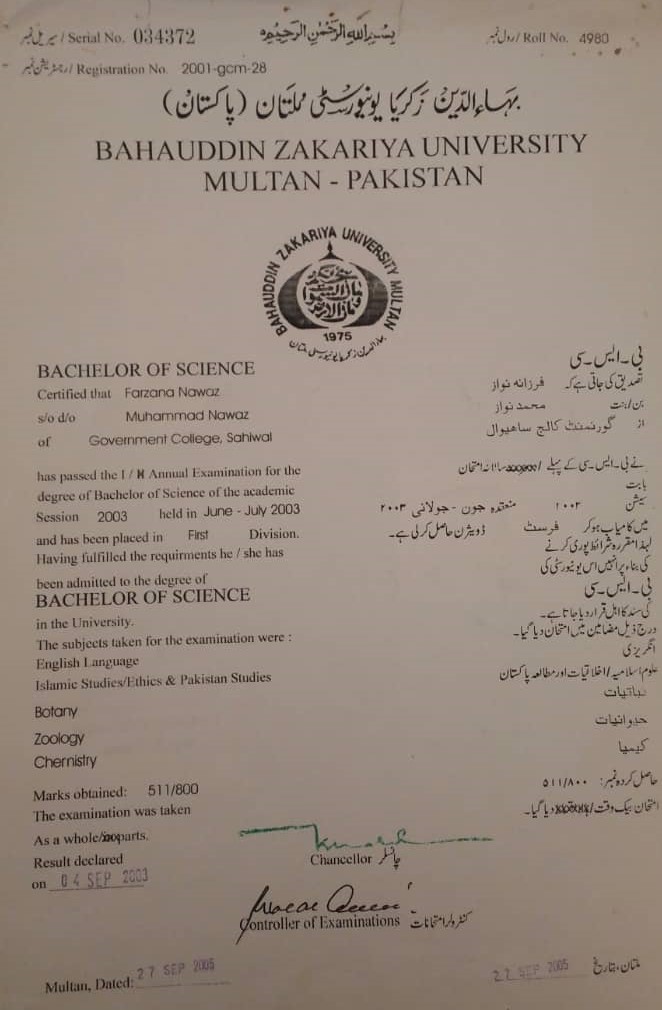 سیریل نمبر / Serial No. 034372
بسم اللہ الرحمٰن الرحیم
رول نمبر / Roll No. 4980
رجسٹریشن نمبر / Registration No. 2001-gcm-28
بہاءالدّین زکریا یونیورسٹی ملتان (پاکستان)
BAHAUDDIN ZAKARIYA UNIVERSITY
MULTAN - PAKISTAN
BAHAUDDIN ZAKARIYA UNIVERSITY MULTAN
1975
بہاءالدین زکریا یونیورسٹی ملتان
BACHELOR OF SCIENCE
Certified that Farzana Nawaz
s/o d/o Muhammad Nawaz
of Government College, Sahiwal
has passed the I / II Annual Examination for the
degree of Bachelor of Science of the academic
Session 2003 held in June - July 2003
and has been placed in First Division.
Having fulfilled the requirments he / she has
been admitted to the degree of
BACHELOR OF SCIENCE
in the University.
The subjects taken for the examination were :
English Language
Islamic Studies/Ethics & Pakistan Studies
Botany
Zoology
Chemistry
Marks obtained: 511/800
The examination was taken
As a whole/in parts.
Result declared
on 04 SEP 2003
بی۔ایس۔سی
تصدیق کی جاتی ہے کہ فرزانہ نواز
بن/بنت محمد نواز
از گورنمنٹ کالج ساھیوال
نے بی۔ایس۔سی کے پہلے / سالانہ امتحان
بابت
سیشن ۲۰۰۳ منعقدہ جون - جولائی ۲۰۰۳
میں کامیاب ہو کر فرسٹ ڈویژن حاصل کرلی ہے۔
لہذا مقررہ شرائط پوری کرنے
کی بناء پر انہیں اس یونیورسٹی کی
بی۔ایس۔سی
کی سند کا اہل قرار دیا جاتا ہے۔
درج ذیل مضامین میں امتحان دیا گیا۔
انگریزی
علوم اسلامیہ/اخلاقیات اور مطالعہ پاکستان
نباتیات
حیوانیات
کیمیا
حاصل کردہ نمبر: ۵۱۱/۸۰۰
امتحان بیک وقت / دیا گیا۔
Chancellor چانسلر
Controller of Examinations کنٹرولر امتحانات
Multan, Dated: 27 SEP 2005
ملتان، بتاریخ 27 SEP 2005